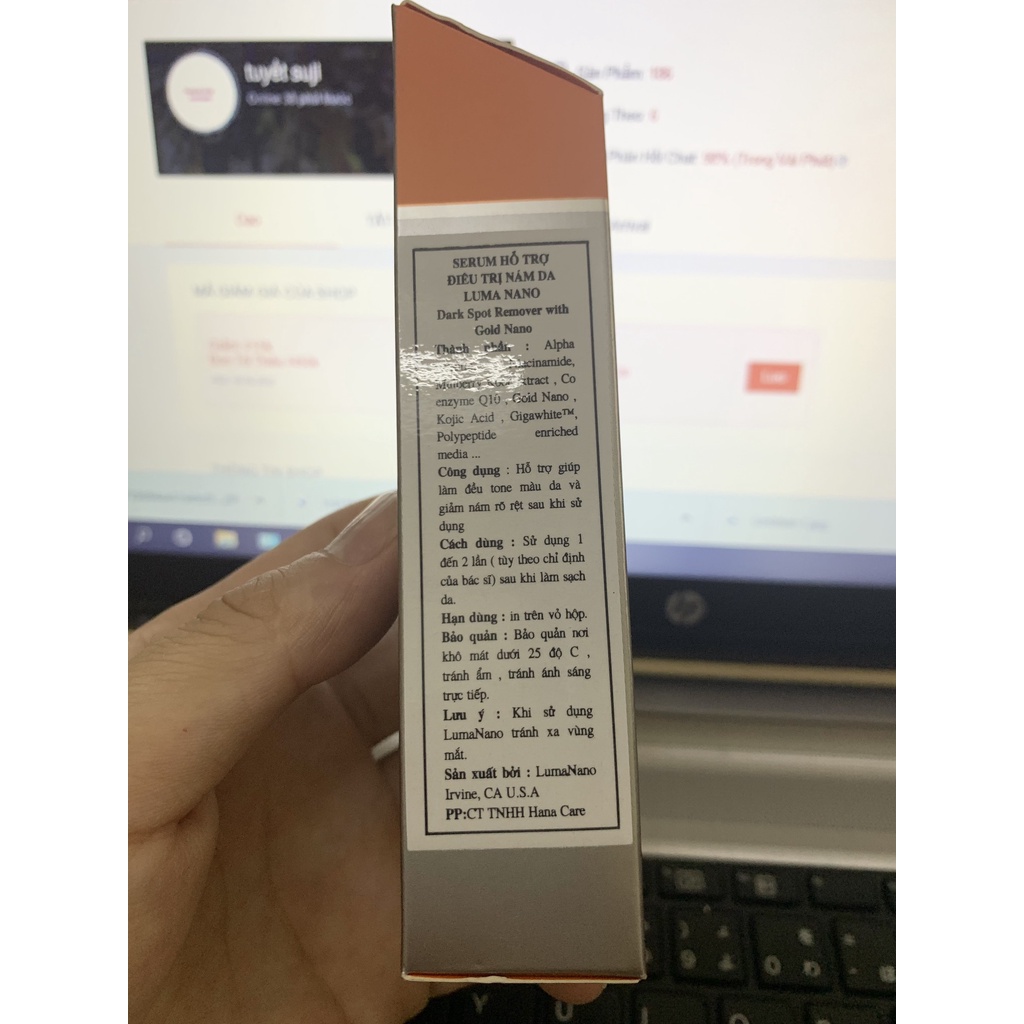 tuyết suji
SERUM HỖ TRỢ
ĐIỀU TRỊ NÁM DA
LUMA NANO
Dark Spot Remover with
Gold Nano
Thành phần : Alpha
Mulberry Root Extract , Co
enzyme Q10 , Gold Nano ,
Kojic Acid , Gigawhite™,
Polypeptide enriched
media ...
Công dụng : Hỗ trợ giúp
làm đều tone màu da và
giảm nám rõ rệt sau khi sử
dụng
Cách dùng : Sử dụng 1
đến 2 lần ( tùy theo chỉ định
của bác sĩ) sau khi làm sạch
da.
Hạn dùng : in trên vỏ hộp.
Bảo quản : Bảo quản nơi
khô mát dưới 25 độ C ,
tránh ẩm , tránh ánh sáng
trực tiếp.
Lưu ý : Khi sử dụng
LumaNano tránh xa vùng
mắt.
Sản xuất bởi : LumaNano
Irvine, CA U.S.A
PP:CT TNHH Hana Care
hp